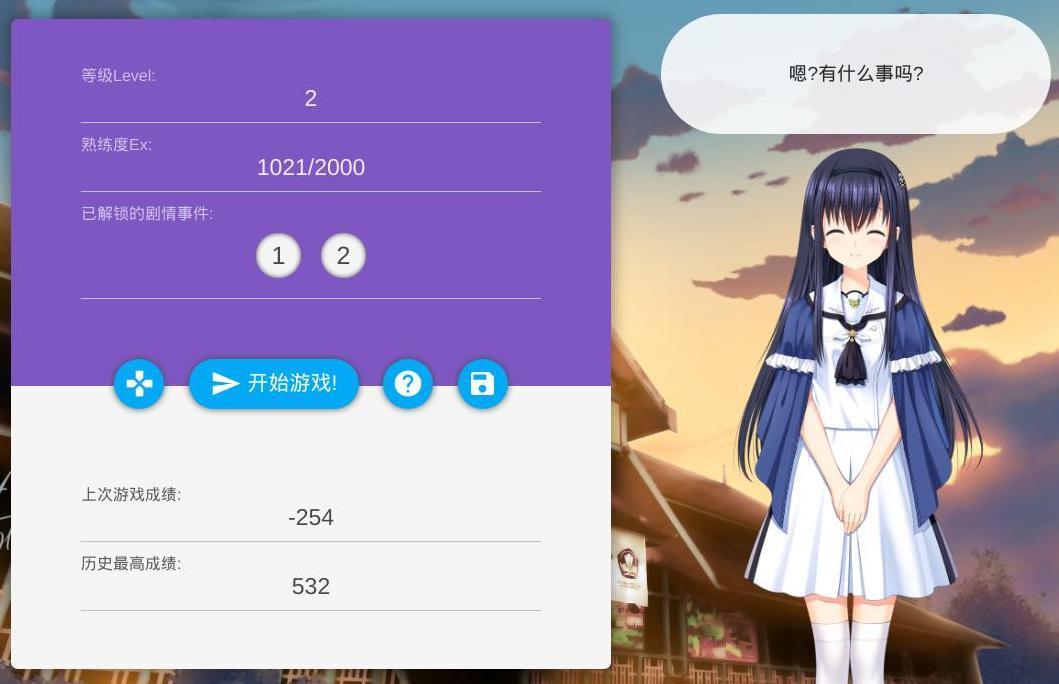 等级Level:
2
熟练度Ex:
1021/2000
已解锁的剧情事件:
1 2
开始游戏!
上次游戏成绩:
-254
历史最高成绩:
532
嗯?有什么事吗?